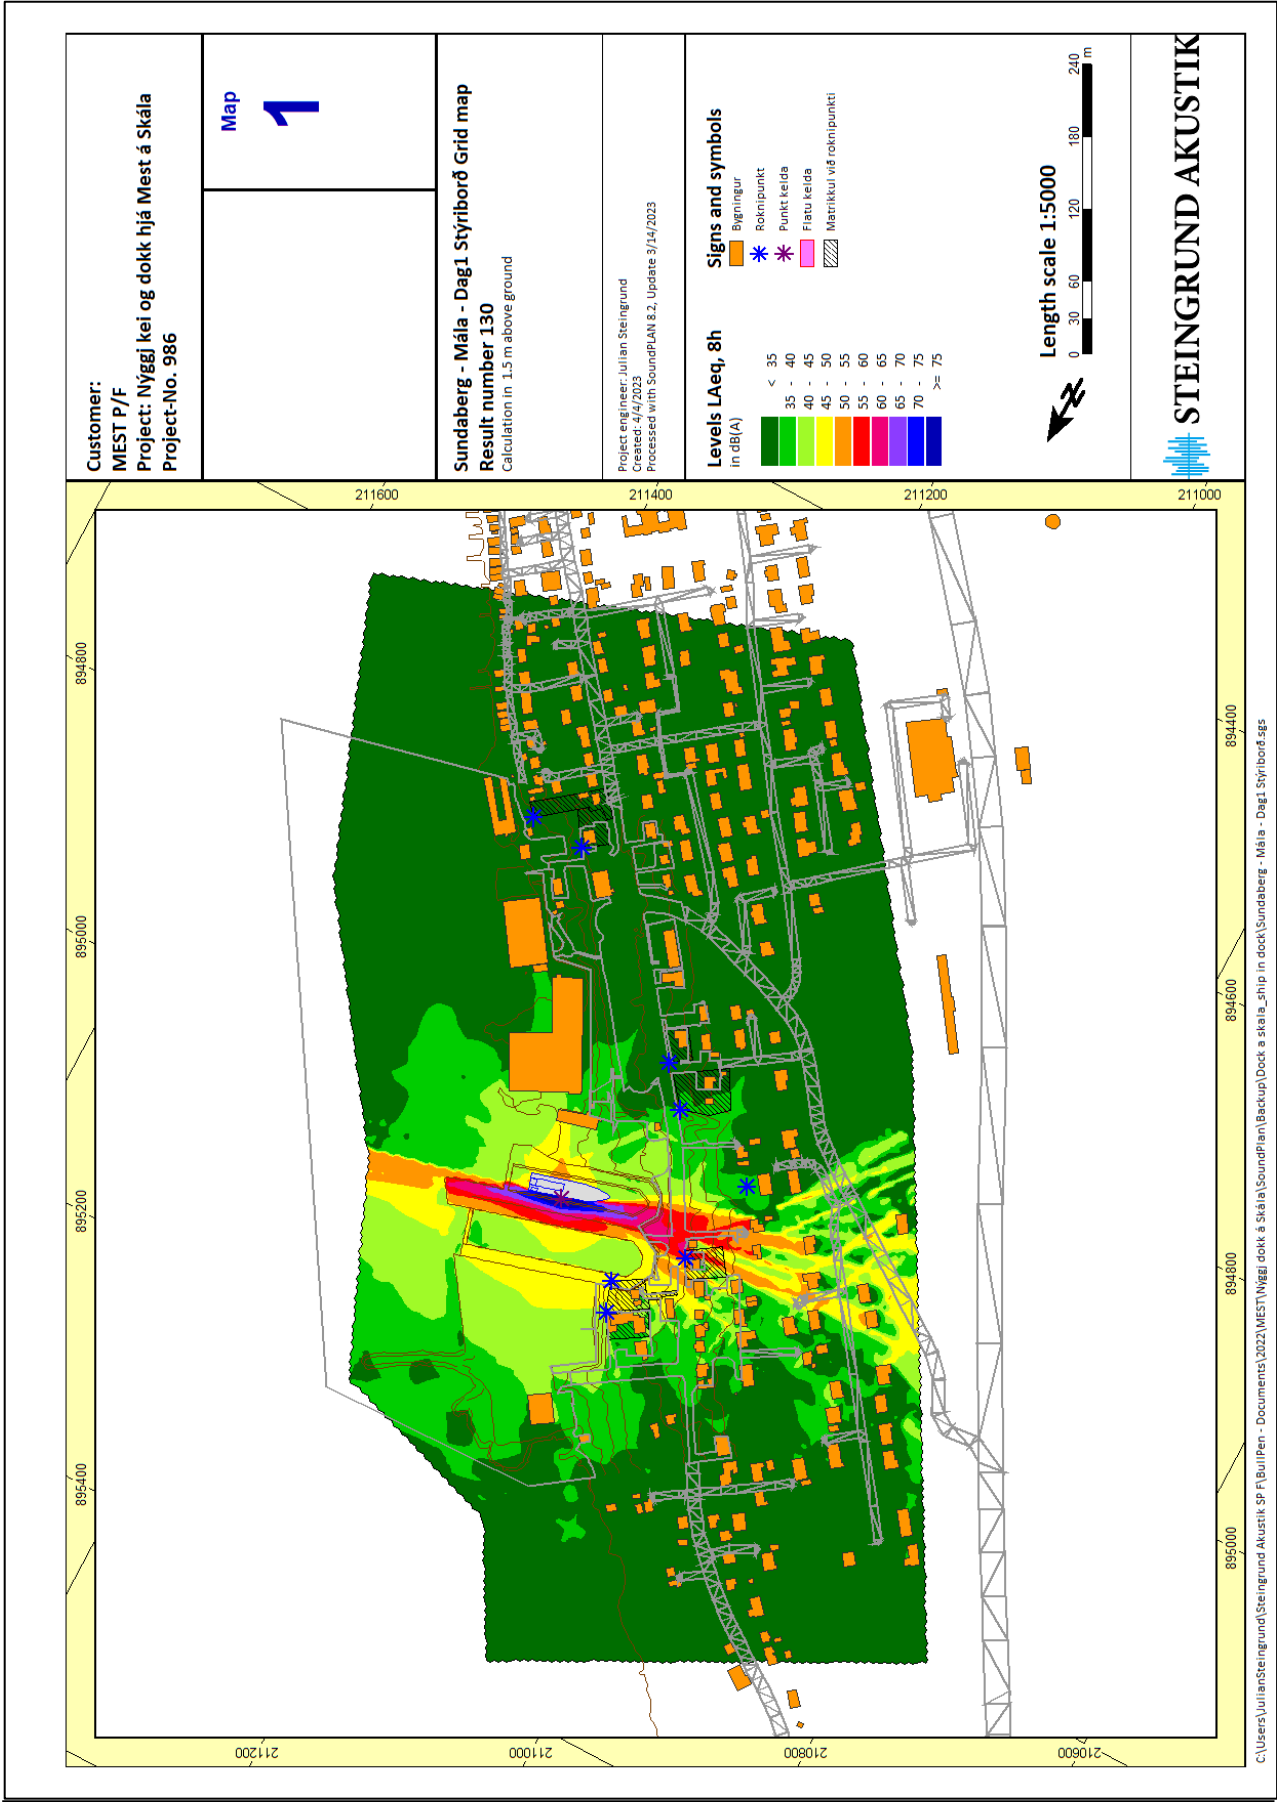 Customer:
MEST P/F
Project: Nýggj kei og dokk hjá Mest á Skála
Project-No. 986
Map
1
Sundaberg - Mála - Dag1 Stýriborð Grid map
Result number 130
Calculation in 1.5 m above ground
Project engineer: Julian Steingrund
Created: 4/4/2023
Processed with SoundPLAN 8.2, Update 3/14/2023
Levels LAeq, 8h
in dB(A)
< 35
35 - 40
40 - 45
45 - 50
50 - 55
55 - 60
60 - 65
65 - 70
70 - 75
>= 75
Signs and symbols
Bygningur
Roknipunkt
Punkt kelda
Flatu kelda
Matrikkul við roknipunkti
Length scale 1:5000
0 30 60 120 180 240
m
N
STEINGRUND AKUSTIK
211600
211400
211200
211000
894800
895000
895200
895400
894400
894600
894800
895000
211200
211000
210800
210600
C:\Users\JulianSteingrund\Steingrund Akustik SP F\BullPen - Documents\2022\MEST\Nýggj dokk á Skála\SoundPlan\Backup\Dock a skala_ship in dock\Sundaberg - Mála - Dag1 Stýriborð.sgs